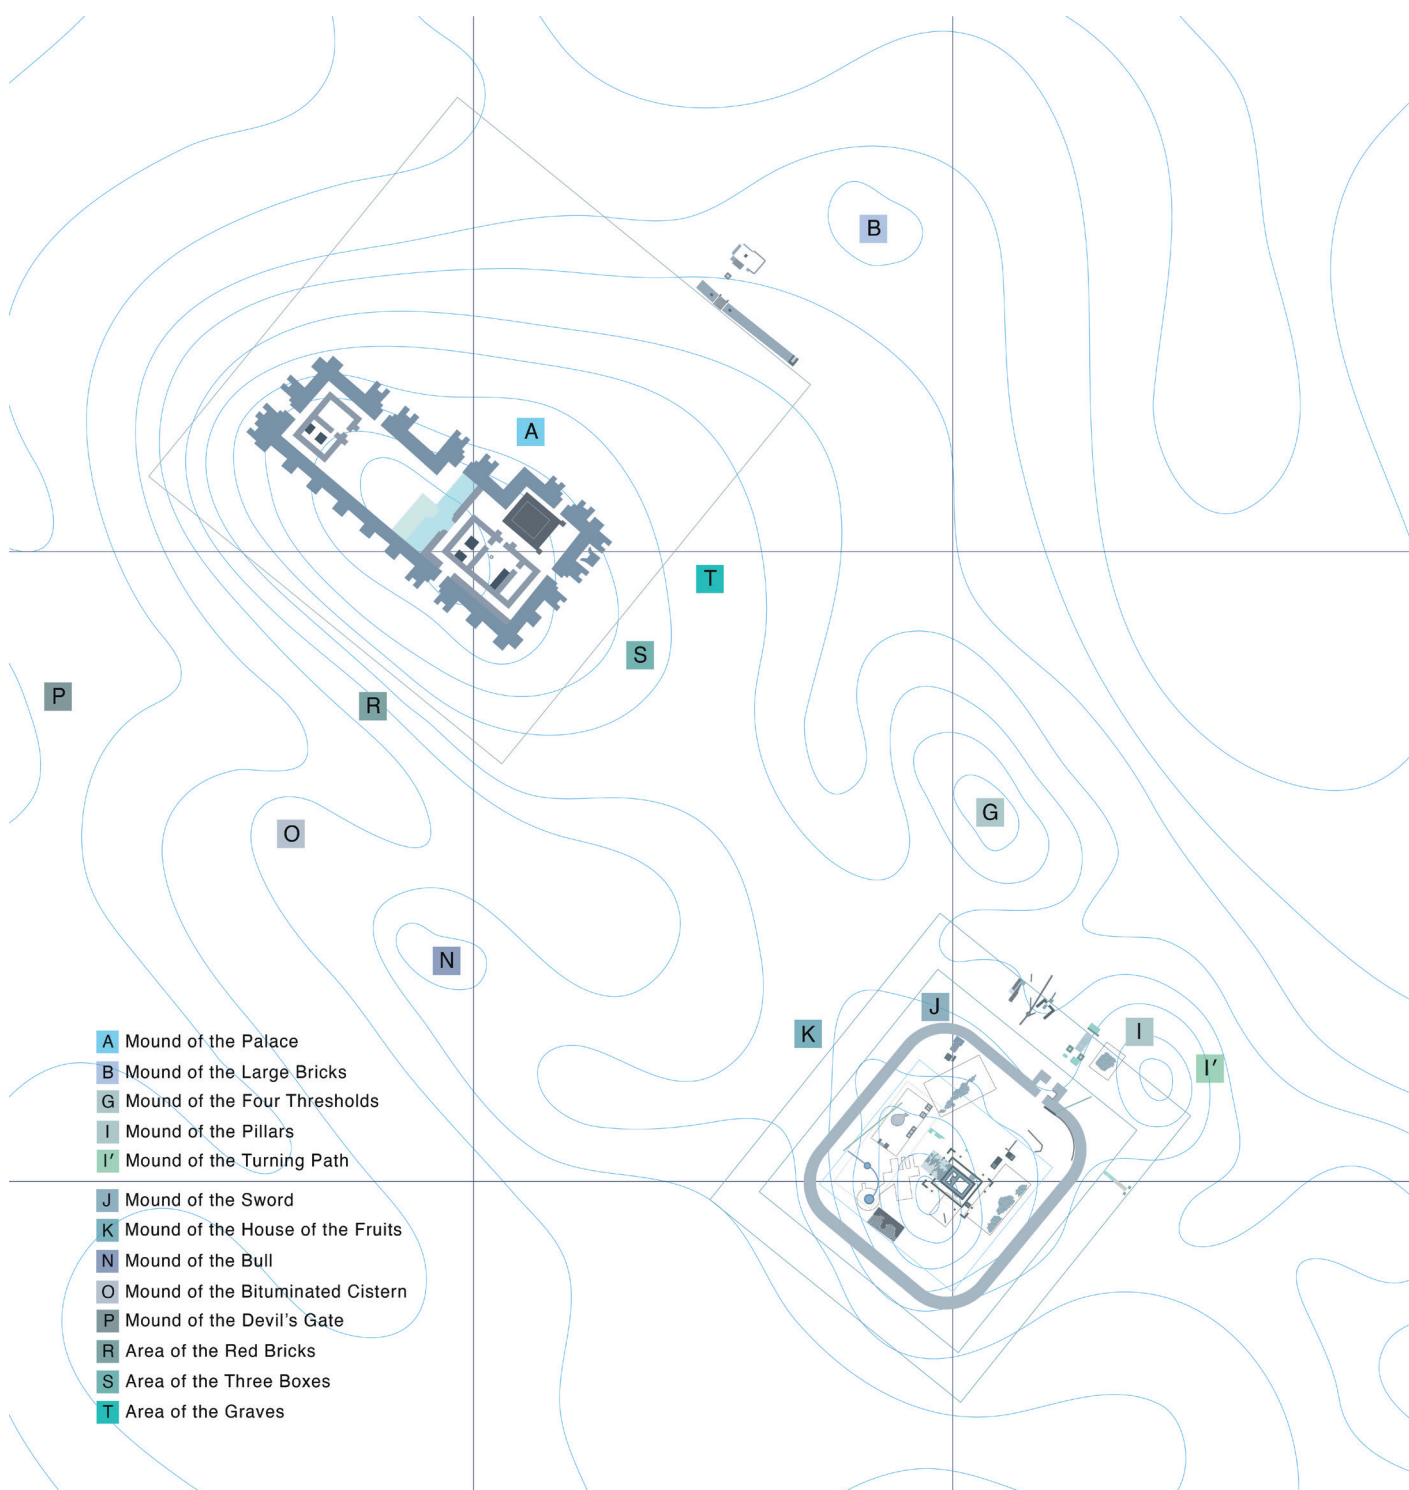 B
A
T
S
P
R
G
O
N
J
K
I
I′
A Mound of the Palace
B Mound of the Large Bricks
G Mound of the Four Thresholds
I Mound of the Pillars
I′ Mound of the Turning Path
J Mound of the Sword
K Mound of the House of the Fruits
N Mound of the Bull
O Mound of the Bituminated Cistern
P Mound of the Devil’s Gate
R Area of the Red Bricks
S Area of the Three Boxes
T Area of the Graves